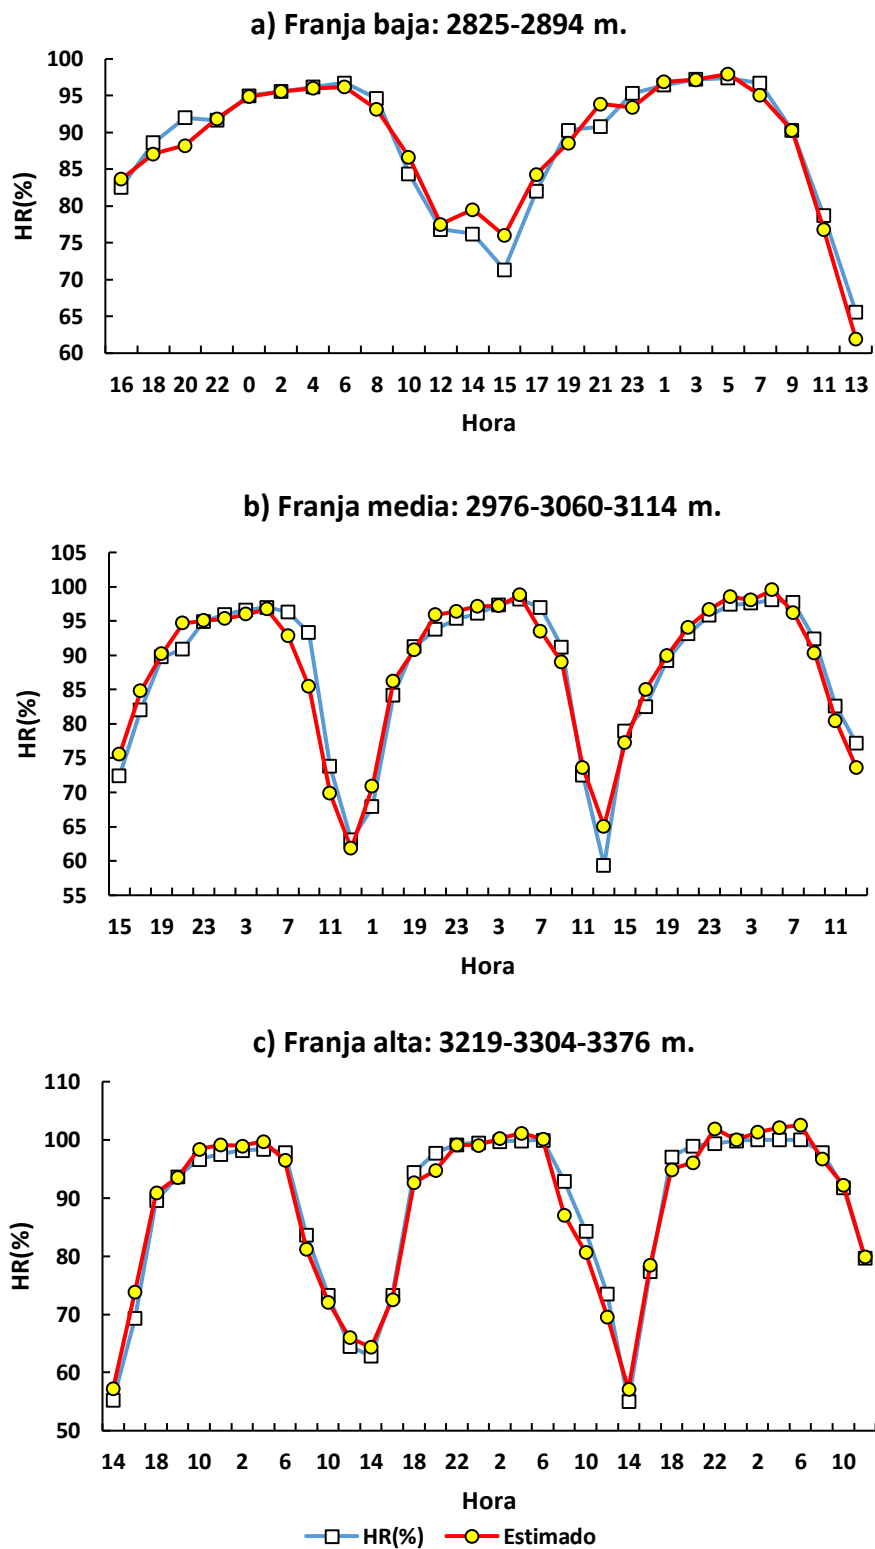 a) Franja baja: 2825-2894 m.
100
95
90
85
80
75
70
65
60
HR(%)
16 18 20 22 0 2 4 6 8 10 12 14 15 17 19 21 23 1 3 5 7 9 11 13
Hora
b) Franja media: 2976-3060-3114 m.
105
100
95
90
85
80
75
70
65
60
55
HR(%)
15 19 23 3 7 11 1 19 23 3 7 11 15 19 23 3 7 11
Hora
c) Franja alta: 3219-3304-3376 m.
110
100
90
80
70
60
50
HR(%)
14 18 10 2 6 10 14 18 22 2 6 10 14 18 22 2 6 10
Hora
HR(%) Estimado